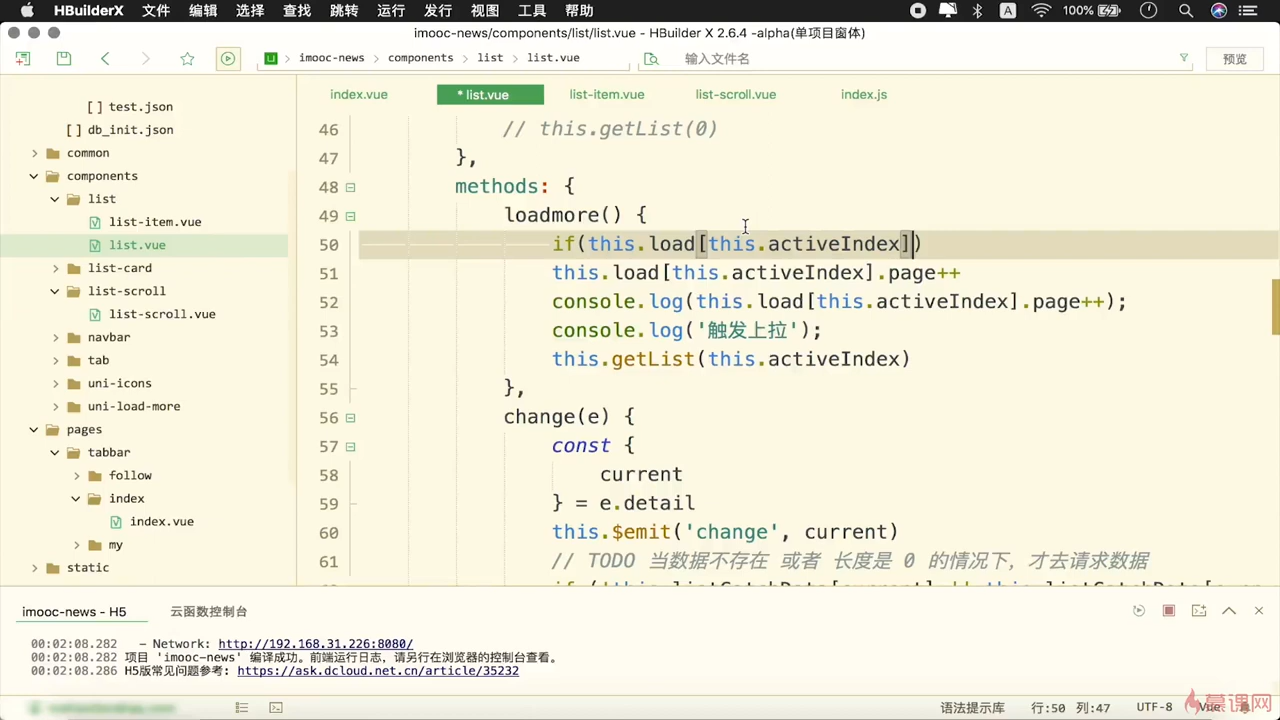 HBuilderX 文件 编辑 选择 查找 跳转 运行 发行 视图 工具 帮助 A 100%
imooc-news/components/list/list.vue - HBuilder X 2.6.4 -alpha(单项目窗体)
imooc-news components list list.vue 输入文件名 预览
index.vue * list.vue list-item.vue list-scroll.vue index.js
[ ] test.json
[ ] db_init.json
common
components
list
list-item.vue
list.vue
list-card
list-scroll
list-scroll.vue
navbar
tab
uni-icons
uni-load-more
pages
tabbar
follow
index
index.vue
my
static
46 // this.getList(0)
47 },
48 methods: {
49 loadmore() {
50 if(this.load[this.activeIndex])
51 this.load[this.activeIndex].page++
52 console.log(this.load[this.activeIndex].page++);
53 console.log('触发上拉');
54 this.getList(this.activeIndex)
55 },
56 change(e) {
57 const {
58 current
59 } = e.detail
60 this.$emit('change', current)
61 // TODO 当数据不存在 或者 长度是 0 的情况下，才去请求数据
imooc-news - H5 云函数控制台
00:02:08.282 - Network: http://192.168.31.226:8080/
00:02:08.282 项目 'imooc-news' 编译成功。前端运行日志，请另行在浏览器的控制台查看。
00:02:08.286 H5版常见问题参考: https://ask.dcloud.net.cn/article/35232
语法提示库 行:50 列:47 UTF-8 Vue
慕课网